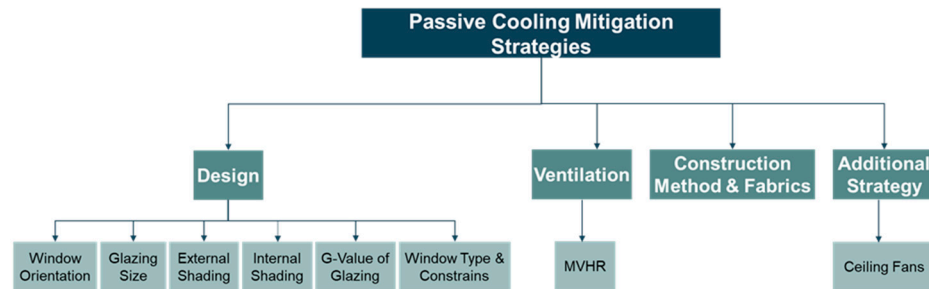 Passive Cooling Mitigation
Strategies
Design
Ventilation
Construction
Method & Fabrics
Additional
Strategy
Window
Orientation
Glazing
Size
External
Shading
Internal
Shading
G-Value of
Glazing
Window Type &
Constrains
MVHR
Ceiling Fans